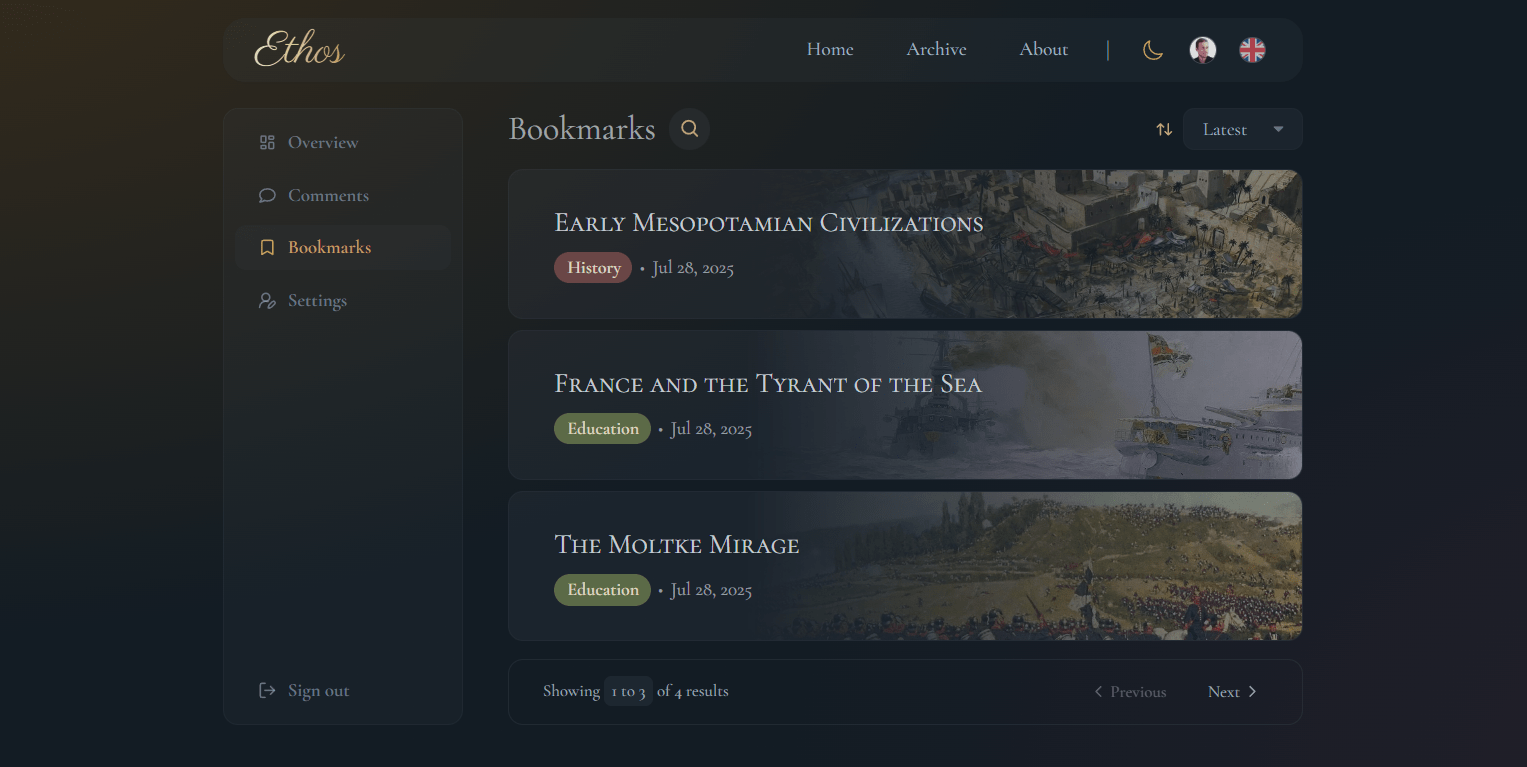 Ethos
Home Archive About
Overview
Comments
Bookmarks
Settings
Sign out
Bookmarks
Latest
Early Mesopotamian Civilizations
History • Jul 28, 2025
France and the Tyrant of the Sea
Education • Jul 28, 2025
The Moltke Mirage
Education • Jul 28, 2025
Showing 1 to 3 of 4 results
Previous Next